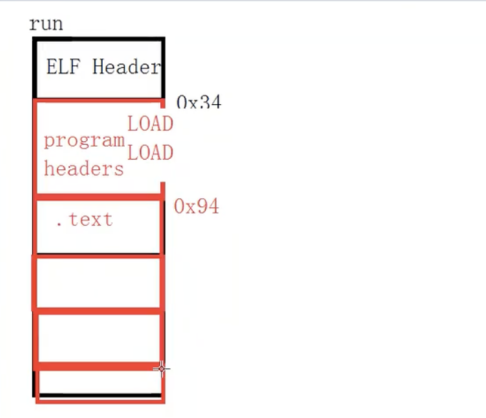 run
ELF Header
0x34
LOAD
program
LOAD
headers
0x94
.text